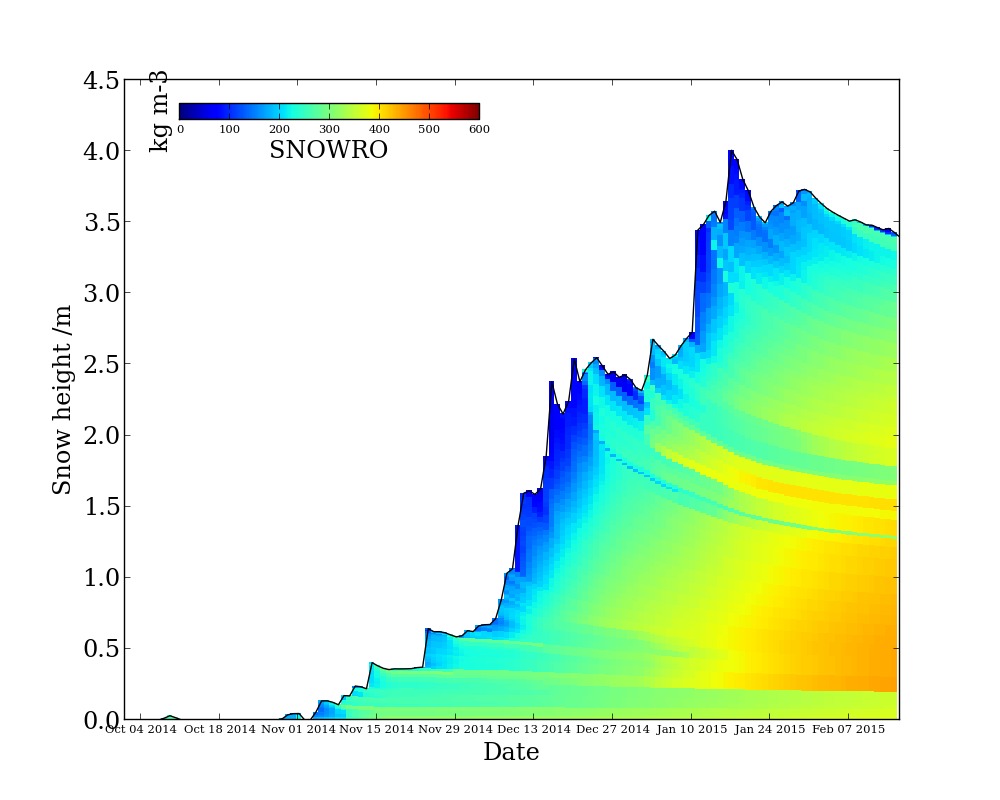 4.5
4.0
3.5
3.0
2.5
2.0
1.5
1.0
0.5
0.0
Snow height /m
kg m-3
0 100 200 300 400 500 600
SNOWRO
Oct 04 2014 Oct 18 2014 Nov 01 2014 Nov 15 2014 Nov 29 2014 Dec 13 2014 Dec 27 2014 Jan 10 2015 Jan 24 2015 Feb 07 2015
Date